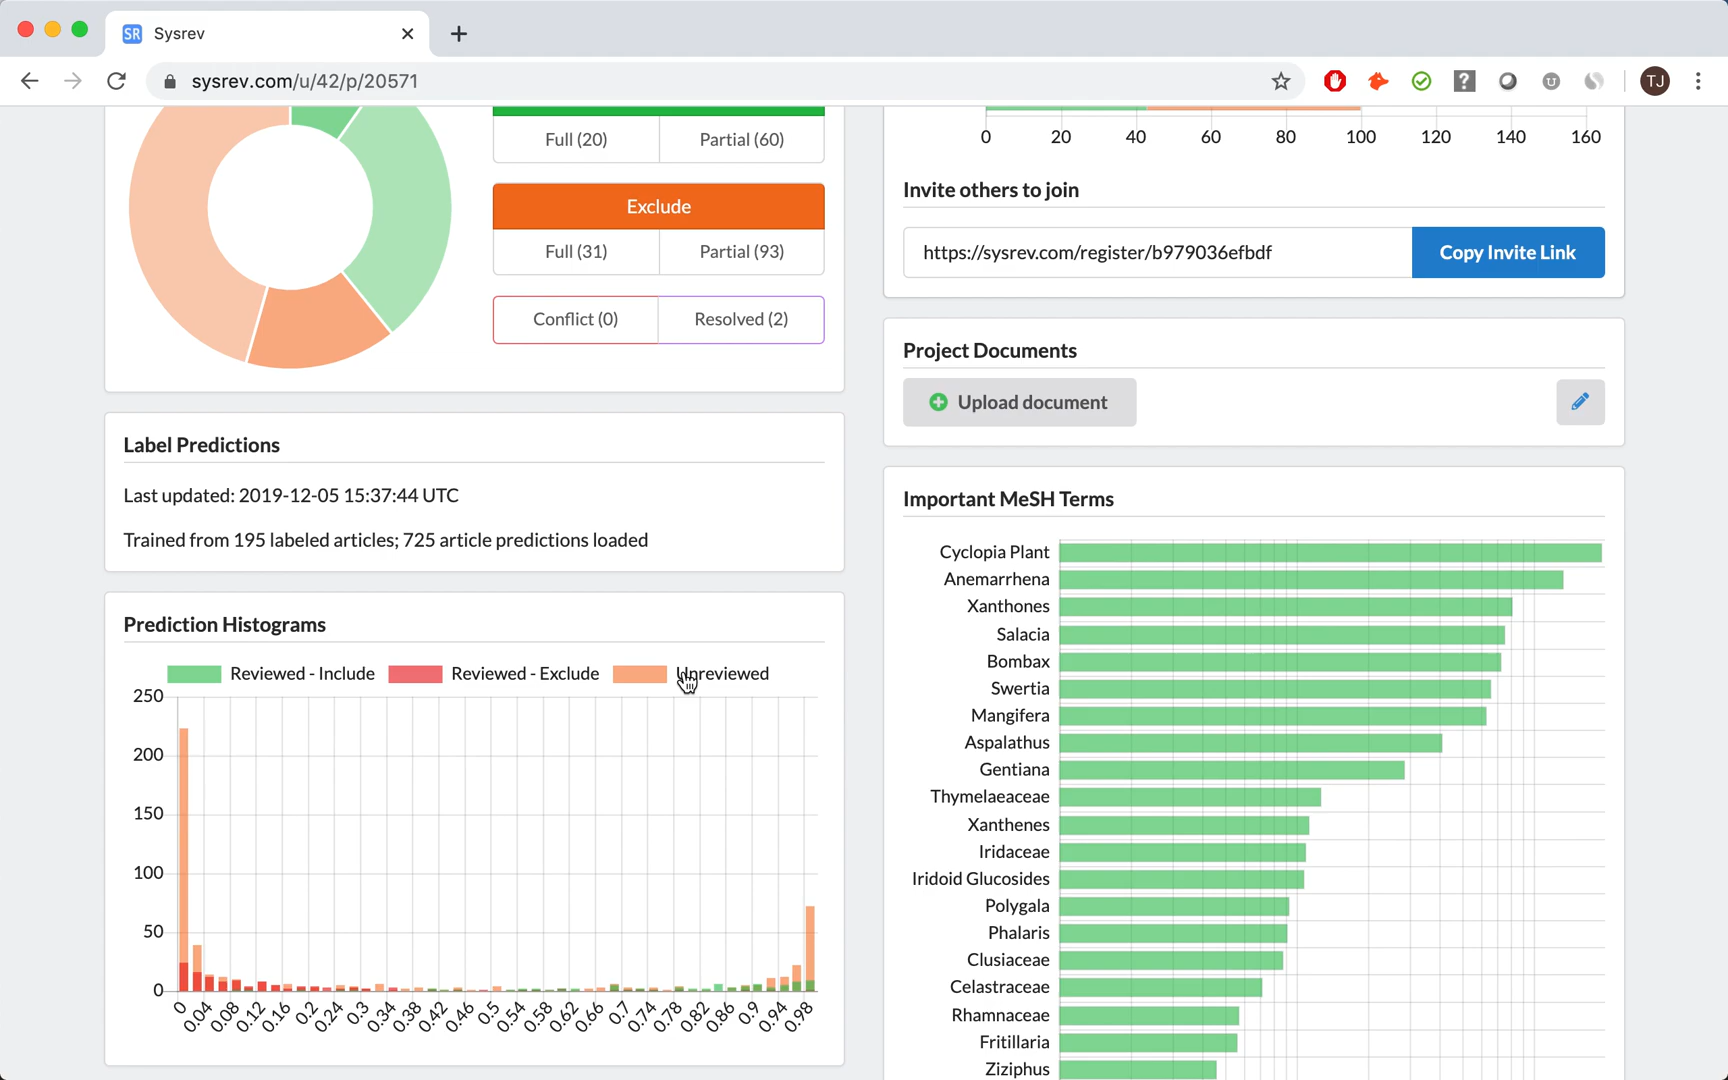 SR Sysrev
sysrev.com/u/42/p/20571
TJ
Full (20) Partial (60)
Exclude
Full (31) Partial (93)
Conflict (0) Resolved (2)
Label Predictions
Last updated: 2019-12-05 15:37:44 UTC
Trained from 195 labeled articles; 725 article predictions loaded
Prediction Histograms
Reviewed - Include Reviewed - Exclude Unreviewed
250
200
150
100
50
0
0 0.04 0.08 0.12 0.16 0.2 0.24 0.3 0.34 0.38 0.42 0.46 0.5 0.54 0.58 0.62 0.66 0.7 0.74 0.78 0.82 0.86 0.9 0.94 0.98
0 20 40 60 80 100 120 140 160
Invite others to join
https://sysrev.com/register/b979036efbdf Copy Invite Link
Project Documents
Upload document
Important MeSH Terms
Cyclopia Plant
Anemarrhena
Xanthones
Salacia
Bombax
Swertia
Mangifera
Aspalathus
Gentiana
Thymelaeaceae
Xanthenes
Iridaceae
Iridoid Glucosides
Polygala
Phalaris
Clusiaceae
Celastraceae
Rhamnaceae
Fritillaria
Ziziphus